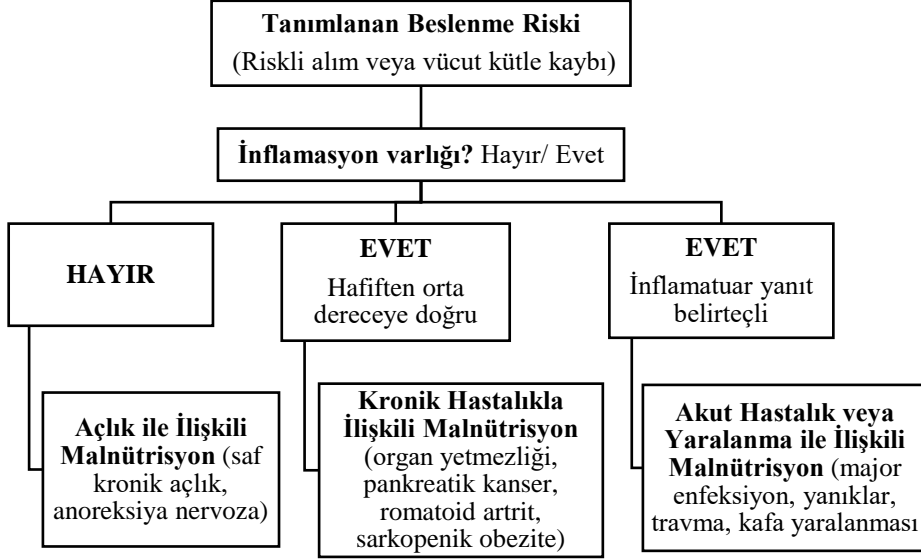 Tanımlanan Beslenme Riski
(Riskli alım veya vücut kütle kaybı)
İnflamasyon varlığı? Hayır/ Evet
HAYIR
EVET
Hafiften orta
dereceye doğru
EVET
İnflamatuar yanıt
belirteçli
Açlık ile İlişkili
Malnütrisyon (saf
kronik açlık,
anoreksiya nervoza)
Kronik Hastalıkla
İlişkili Malnütrisyon
(organ yetmezliği,
pankreatik kanser,
romatoid artrit,
sarkopenik obezite)
Akut Hastalık veya
Yaralanma ile İlişkili
Malnütrisyon (major
enfeksiyon, yanıklar,
travma, kafa yaralanması